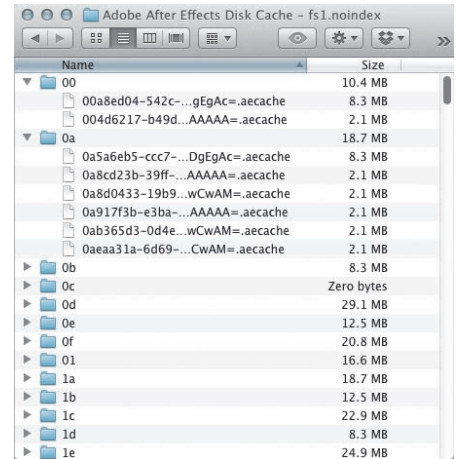 Adobe After Effects Disk Cache – fs1.noindex
Name Size
00 10.4 MB
00a8ed04-542c-...gEgAc=.aecache 8.3 MB
004d6217-b49d...AAAAA=.aecache 2.1 MB
0a 18.7 MB
0a5a6eb5-ccc7-...DgEgAc=.aecache 8.3 MB
0a8cd23b-39ff-...AAAAA=.aecache 2.1 MB
0a8d0433-19b9...wCwAM=.aecache 2.1 MB
0a917f3b-e3ba-...AAAAA=.aecache 2.1 MB
0ab365d3-0d4e...wCwAM=.aecache 2.1 MB
0aeaa31a-6d69-...CwAM=.aecache 2.1 MB
0b 8.3 MB
0c Zero bytes
0d 29.1 MB
0e 12.5 MB
0f 20.8 MB
01 16.6 MB
1a 18.7 MB
1b 12.5 MB
1c 22.9 MB
1d 8.3 MB
1e 24.9 MB